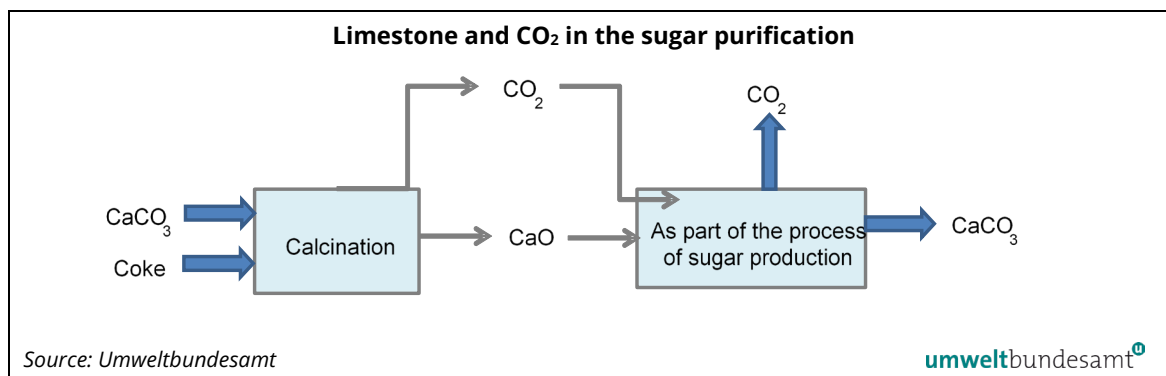 Limestone and CO₂ in the sugar purification
CO₂
CO₂
CaCO₃
Coke
Calcination
CaO
As part of the process
of sugar production
CaCO₃
Source: Umweltbundesamt
umweltbundesamt
u